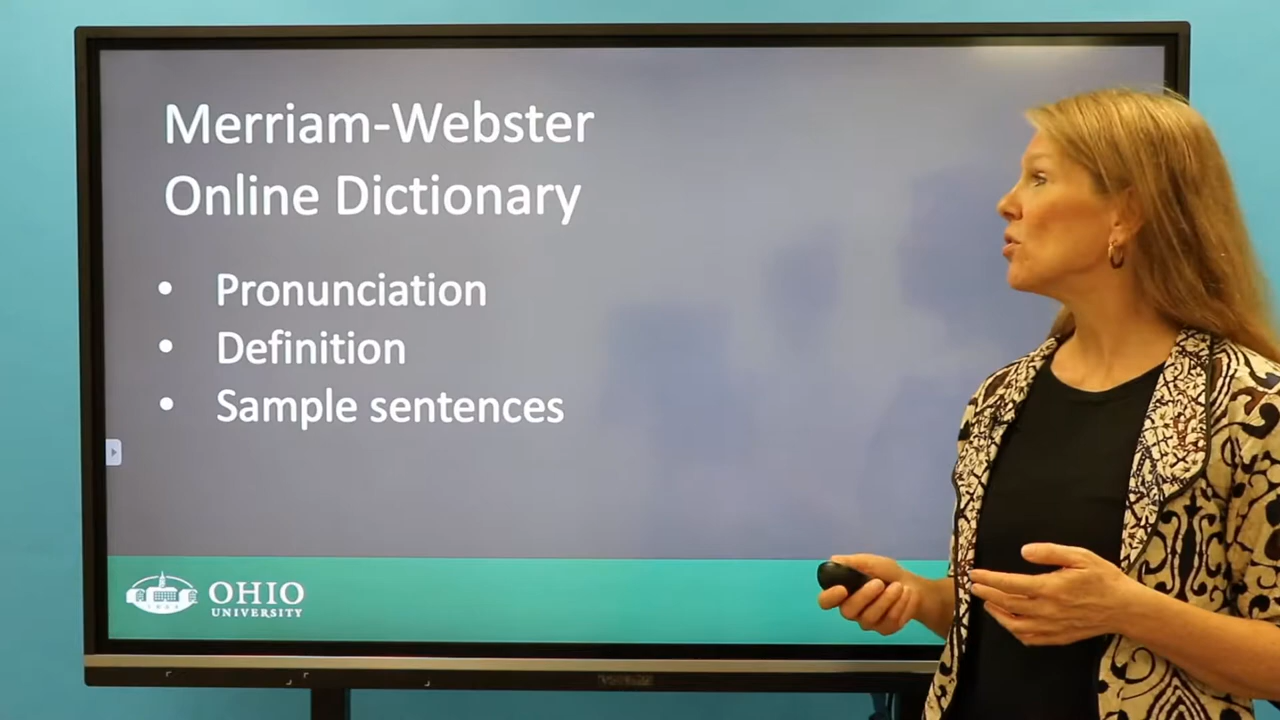 Merriam-Webster
Online Dictionary
• Pronunciation
• Definition
• Sample sentences
OHIO
UNIVERSITY